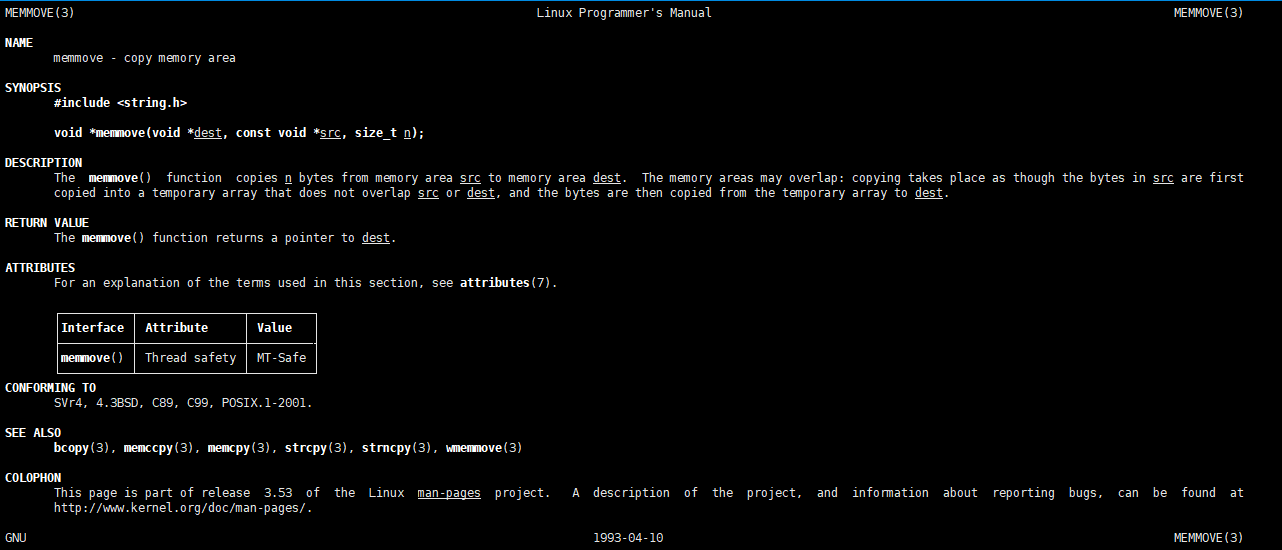 MEMMOVE(3) Linux Programmer's Manual MEMMOVE(3)
NAME
memmove - copy memory area
SYNOPSIS
#include <string.h>
void *memmove(void *dest, const void *src, size_t n);
DESCRIPTION
The memmove() function copies n bytes from memory area src to memory area dest. The memory areas may overlap: copying takes place as though the bytes in src are first
copied into a temporary array that does not overlap src or dest, and the bytes are then copied from the temporary array to dest.
RETURN VALUE
The memmove() function returns a pointer to dest.
ATTRIBUTES
For an explanation of the terms used in this section, see attributes(7).
Interface Attribute Value
memmove() Thread safety MT-Safe
CONFORMING TO
SVr4, 4.3BSD, C89, C99, POSIX.1-2001.
SEE ALSO
bcopy(3), memccpy(3), memcpy(3), strcpy(3), strncpy(3), wmemmove(3)
COLOPHON
This page is part of release 3.53 of the Linux man-pages project. A description of the project, and information about reporting bugs, can be found at
http://www.kernel.org/doc/man-pages/.
GNU 1993-04-10 MEMMOVE(3)